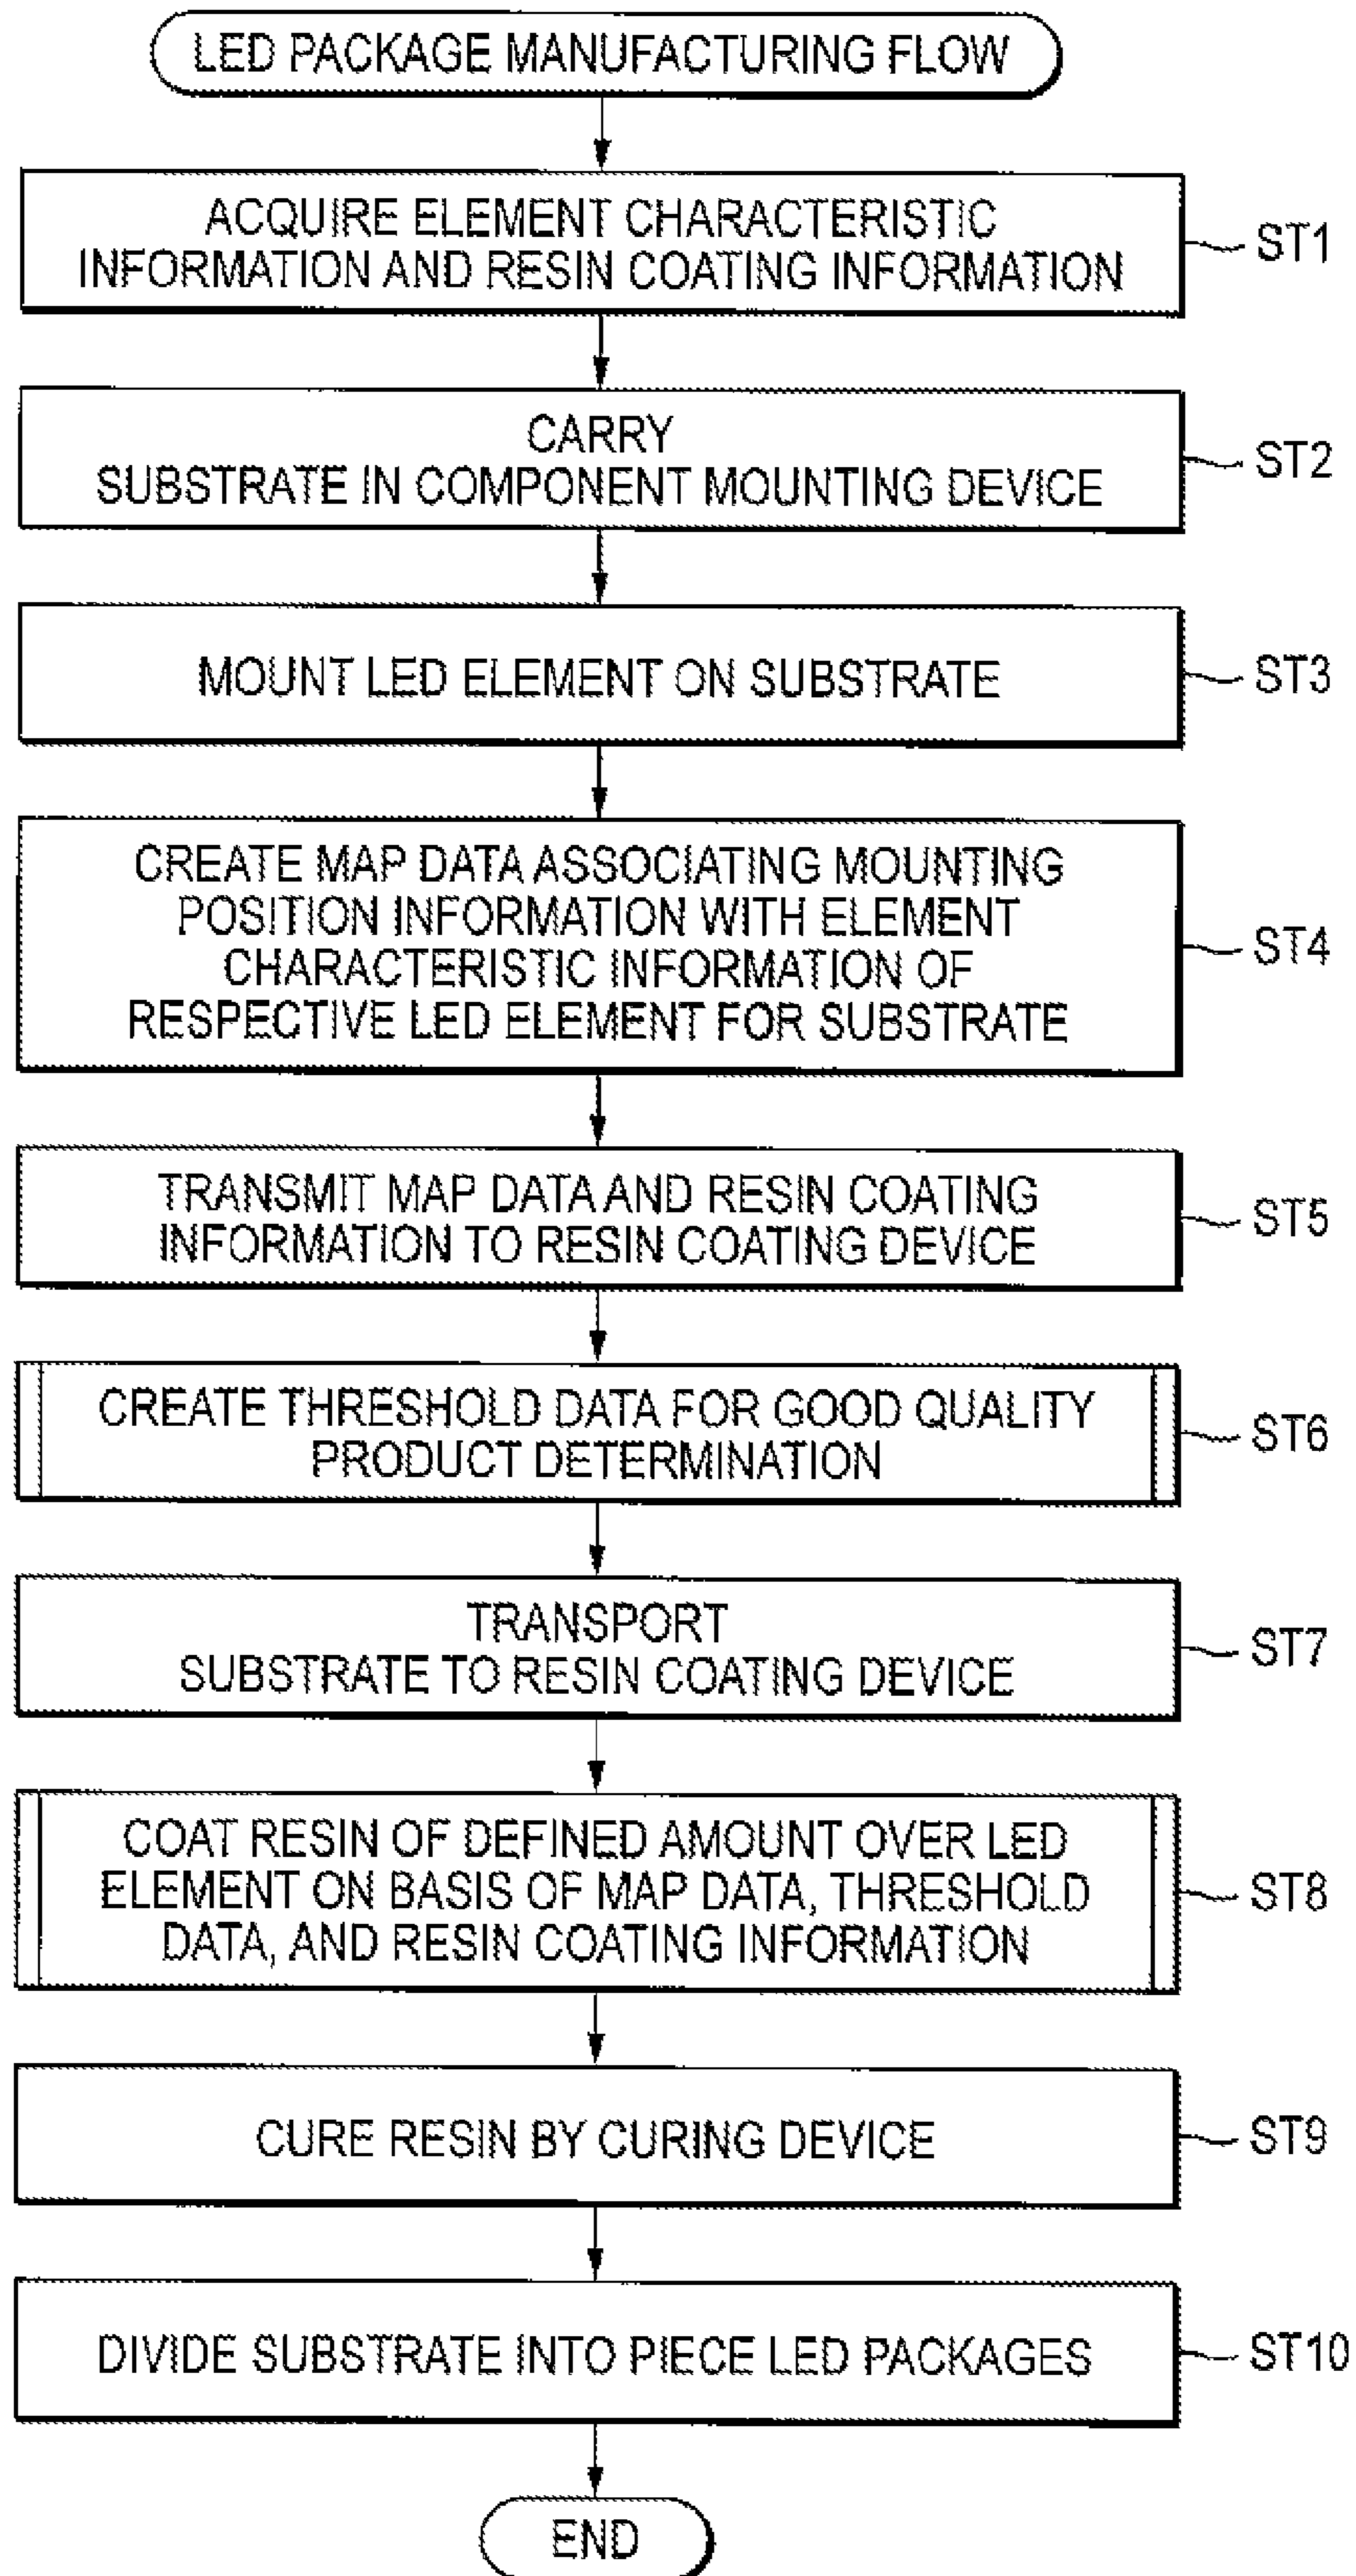 LED PACKAGE MANUFACTURING FLOW
ACQUIRE ELEMENT CHARACTERISTIC
INFORMATION AND RESIN COATING INFORMATION
ST1
CARRY
SUBSTRATE IN COMPONENT MOUNTING DEVICE
ST2
MOUNT LED ELEMENT ON SUBSTRATE
ST3
CREATE MAP DATA ASSOCIATING MOUNTING
POSITION INFORMATION WITH ELEMENT
CHARACTERISTIC INFORMATION OF
RESPECTIVE LED ELEMENT FOR SUBSTRATE
ST4
TRANSMIT MAP DATA AND RESIN COATING
INFORMATION TO RESIN COATING DEVICE
ST5
CREATE THRESHOLD DATA FOR GOOD QUALITY
PRODUCT DETERMINATION
ST6
TRANSPORT
SUBSTRATE TO RESIN COATING DEVICE
ST7
COAT RESIN OF DEFINED AMOUNT OVER LED
ELEMENT ON BASIS OF MAP DATA, THRESHOLD
DATA, AND RESIN COATING INFORMATION
ST8
CURE RESIN BY CURING DEVICE
ST9
DIVIDE SUBSTRATE INTO PIECE LED PACKAGES
ST10
END